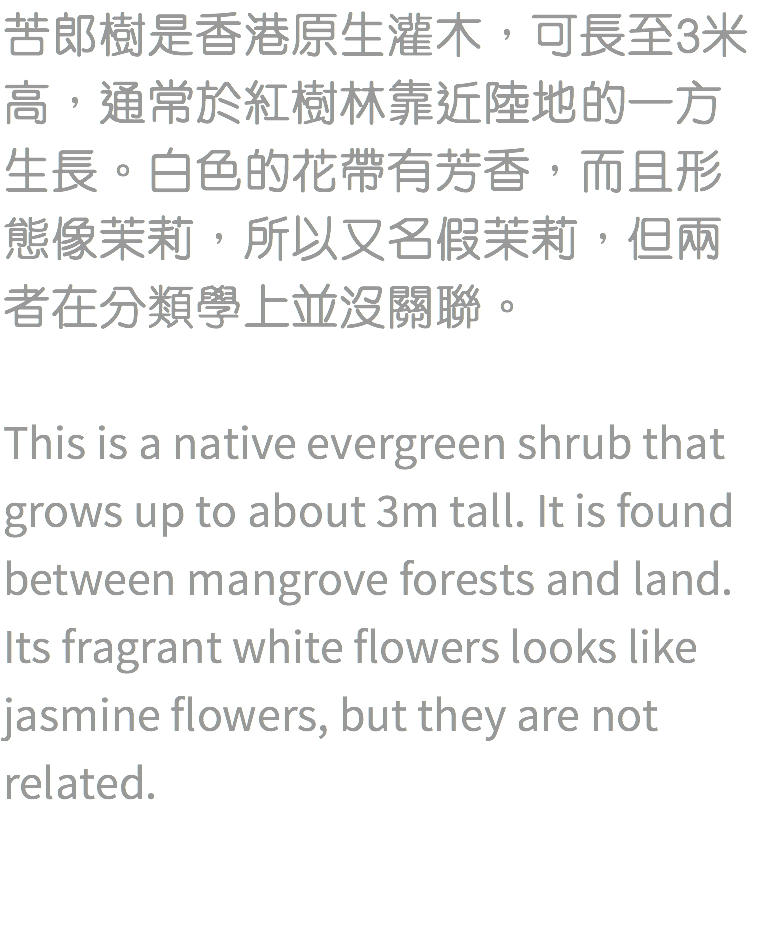 苦郎樹是香港原生灌木，可長至3米
高，通常於紅樹林靠近陸地的一方
生長。白色的花帶有芳香，而且形
態像茉莉，所以又名假茉莉，但兩
者在分類學上並沒關聯。
This is a native evergreen shrub that
grows up to about 3m tall. It is found
between mangrove forests and land.
Its fragrant white flowers looks like
jasmine flowers, but they are not
related.